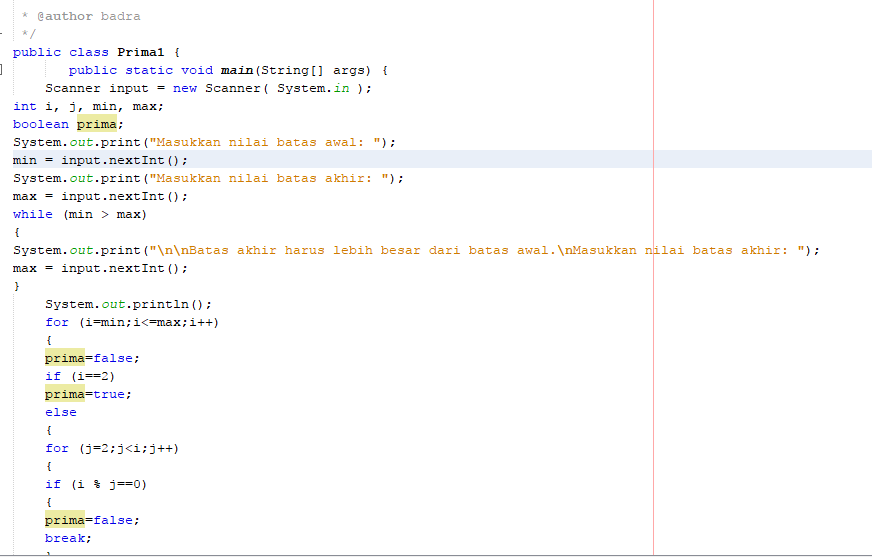 * @author badra
*/
public class Prima1 {
public static void main(String[] args) {
Scanner input = new Scanner( System.in );
int i, j, min, max;
boolean prima;
System.out.print("Masukkan nilai batas awal: ");
min = input.nextInt();
System.out.print("Masukkan nilai batas akhir: ");
max = input.nextInt();
while (min > max)
{
System.out.print("\n\nBatas akhir harus lebih besar dari batas awal.\nMasukkan nilai batas akhir: ");
max = input.nextInt();
}
System.out.println();
for (i=min;i<=max;i++)
{
prima=false;
if (i==2)
prima=true;
else
{
for (j=2;j<i;j++)
{
if (i % j==0)
{
prima=false;
break;